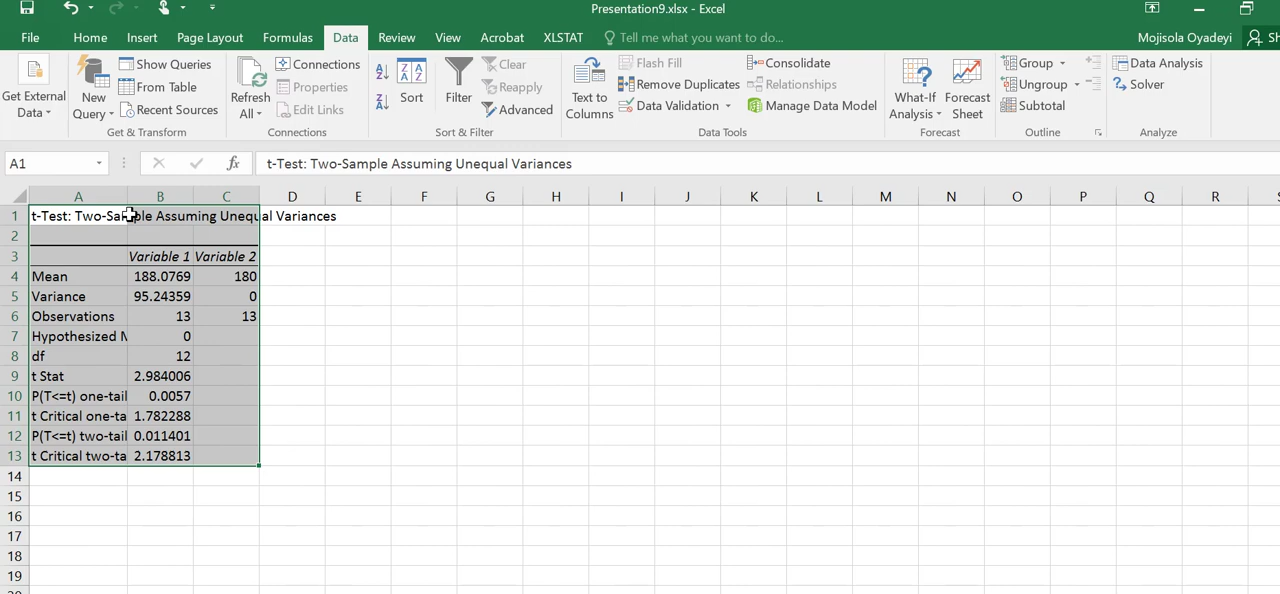 Presentation9.xlsx - Excel
File Home Insert Page Layout Formulas Data Review View Acrobat XLSTAT Tell me what you want to do... Mojisola Oyadeyi Sh
Get External Data
New Query
Show Queries
From Table
Recent Sources
Get & Transform
Refresh All
Connections
Properties
Edit Links
Connections
Sort
Filter
Clear
Reapply
Advanced
Sort & Filter
Text to Columns
Flash Fill
Remove Duplicates
Data Validation
Consolidate
Relationships
Manage Data Model
Data Tools
What-If Analysis
Forecast Sheet
Forecast
Group
Ungroup
Subtotal
Outline
Data Analysis
Solver
Analyze
A1 fx t-Test: Two-Sample Assuming Unequal Variances
A B C D E F G H I J K L M N O P Q R S
1 t-Test: Two-Sample Assuming Unequal Variances
2
3 Variable 1 Variable 2
4 Mean 188.0769 180
5 Variance 95.24359 0
6 Observations 13 13
7 Hypothesized M 0
8 df 12
9 t Stat 2.984006
10 P(T<=t) one-tail 0.0057
11 t Critical one-ta 1.782288
12 P(T<=t) two-tail 0.011401
13 t Critical two-ta 2.178813
14
15
16
17
18
19